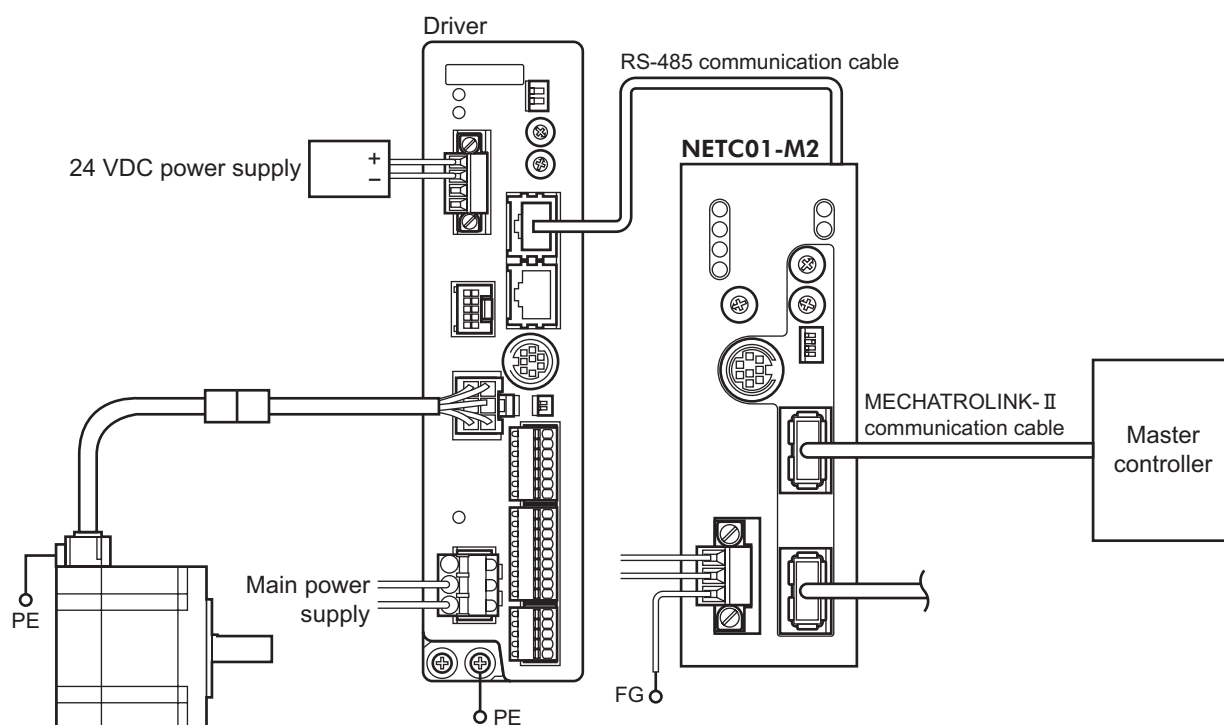 Driver
RS-485 communication cable
NETC01-M2
24 VDC power supply
+
−
MECHATROLINK-Ⅱ
communication cable
Master
controller
Main power
supply
PE
FG
PE